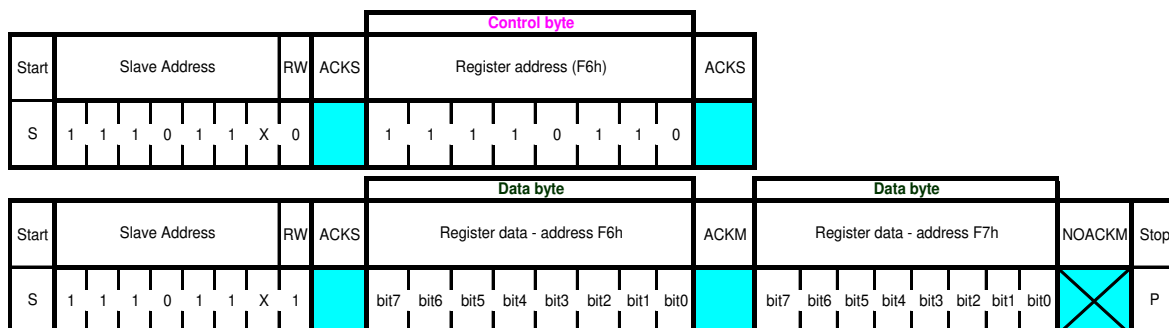 Control byte
Start Slave Address RW ACKS Register address (F6h) ACKS
S 1 1 1 0 1 1 X 0 1 1 1 1 0 1 1 0
Data byte Data byte
Start Slave Address RW ACKS Register data - address F6h ACKM Register data - address F7h NOACKM Stop
S 1 1 1 0 1 1 X 1 bit7 bit6 bit5 bit4 bit3 bit2 bit1 bit0 bit7 bit6 bit5 bit4 bit3 bit2 bit1 bit0 P